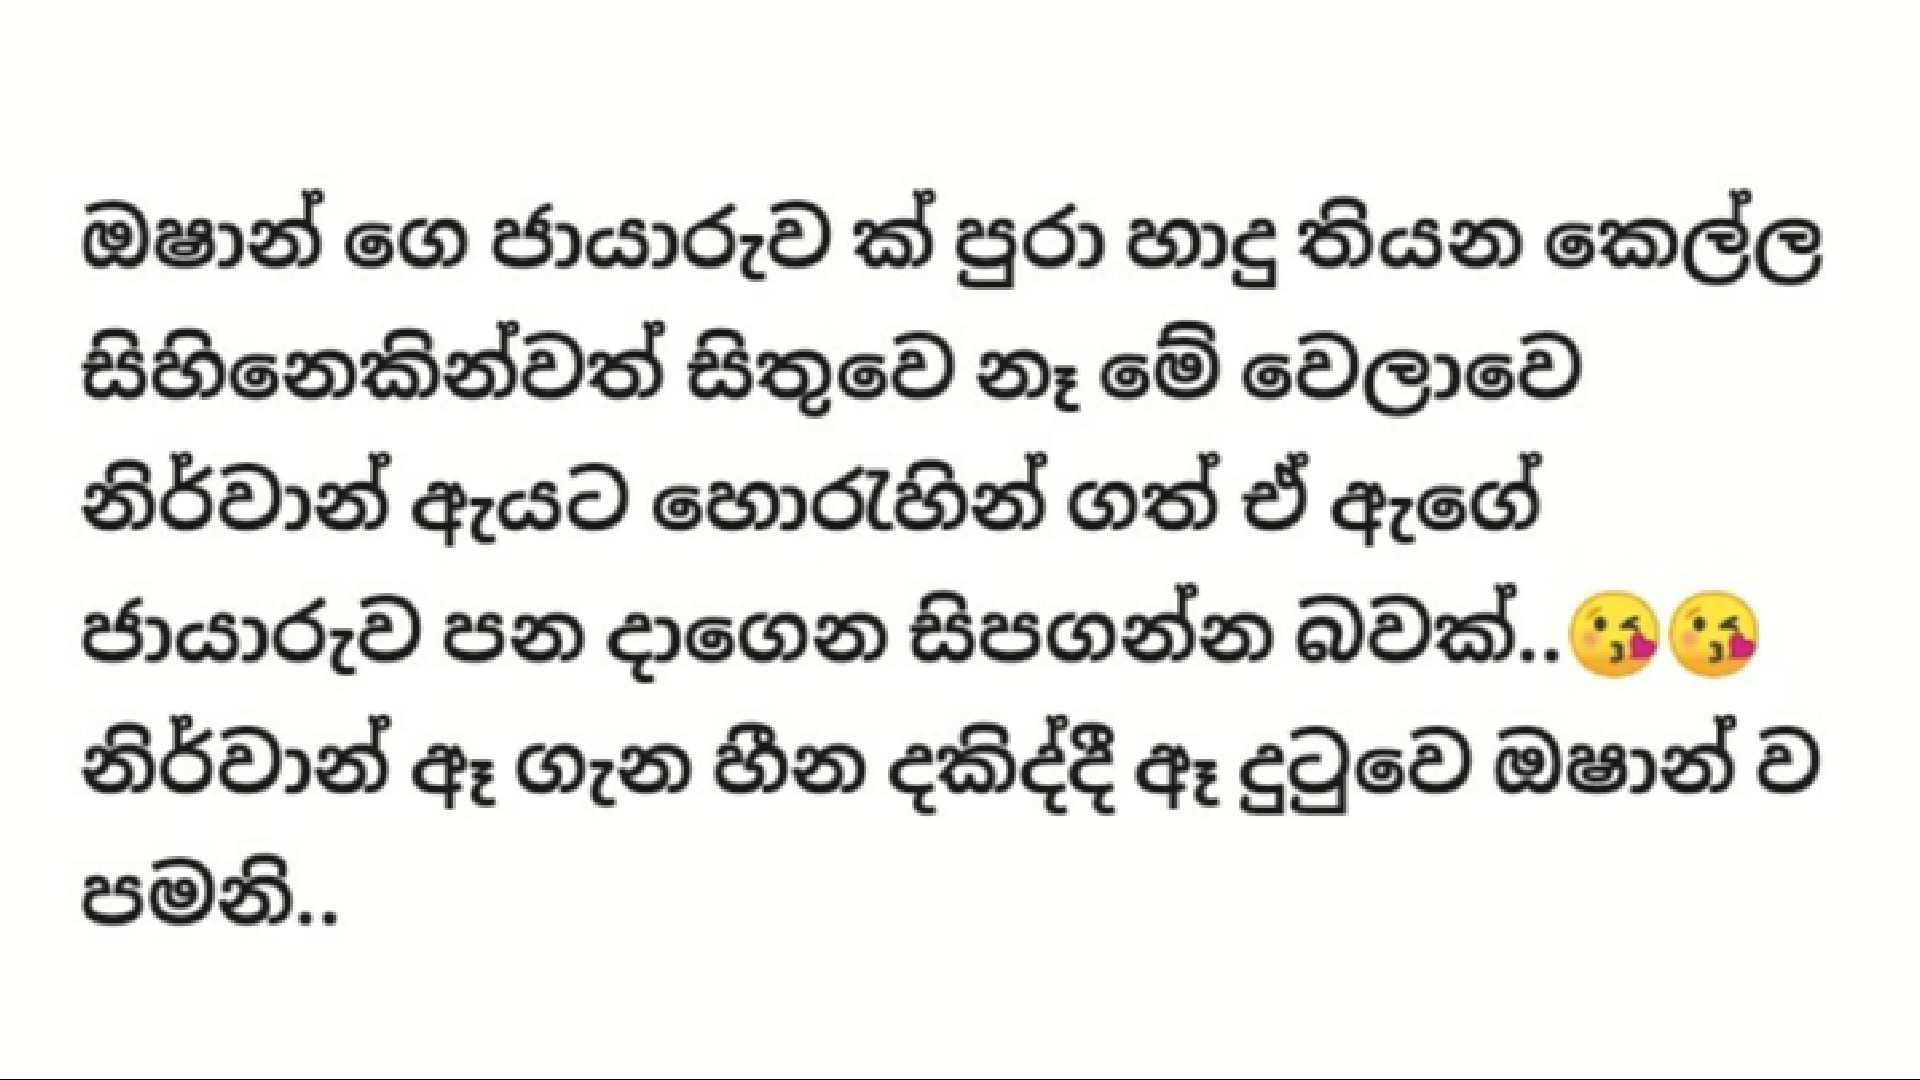 ඔෂාන් ගෙ ජායාරුව ක් පුරා හාදු තියන කෙල්ල
සිහිනෙකින්වත් සිතුවෙ නෑ මේ වෙලාවෙ
නිර්වාන් ඇයට හොරැහින් ගත් ඒ ඇගේ
ජායාරුව පන දාගෙන සිපගන්න බවක්..😘😘
නිර්වාන් ඈ ගැන හීන දකිද්දී ඈ දුටුවෙ ඔෂාන් ව
පමනි..